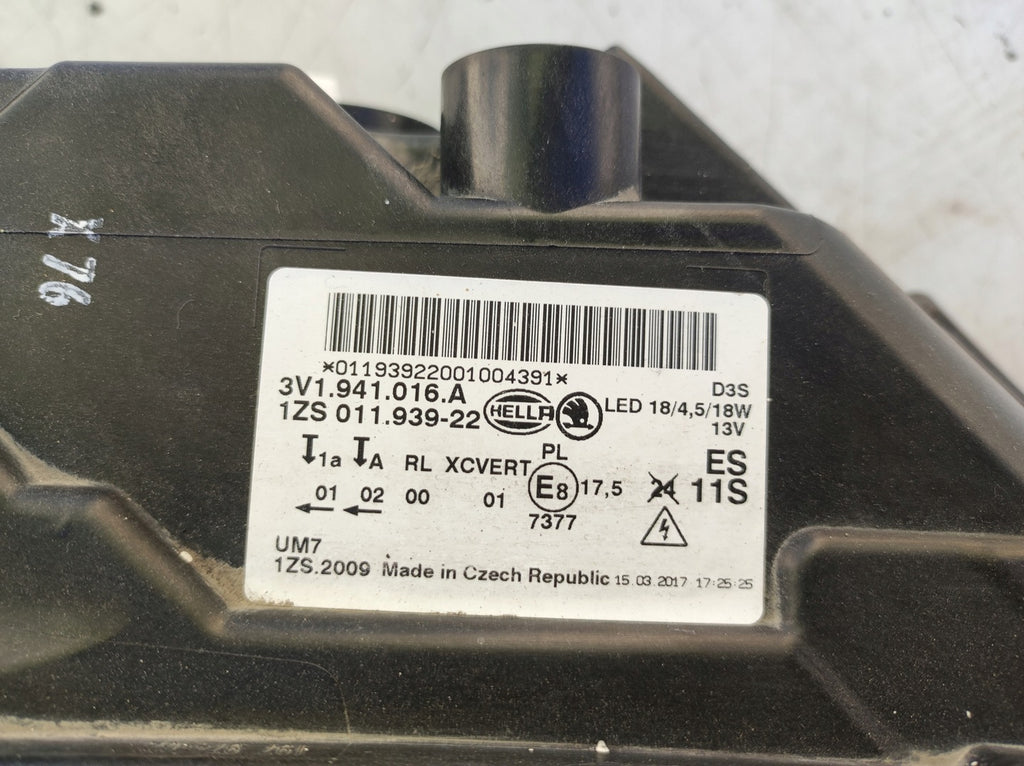 X 76
*01193922001004391*
3V1.941.016.A
1ZS 011.939-22
HELLA
D3S
LED 18/4,5/18W
13V
1a A RL XCVERT PL ES
01 02 00 01 E8 17,5 24 11S
7377
UM7
1ZS.2009 Made in Czech Republic 15.03.2017 17:25:25